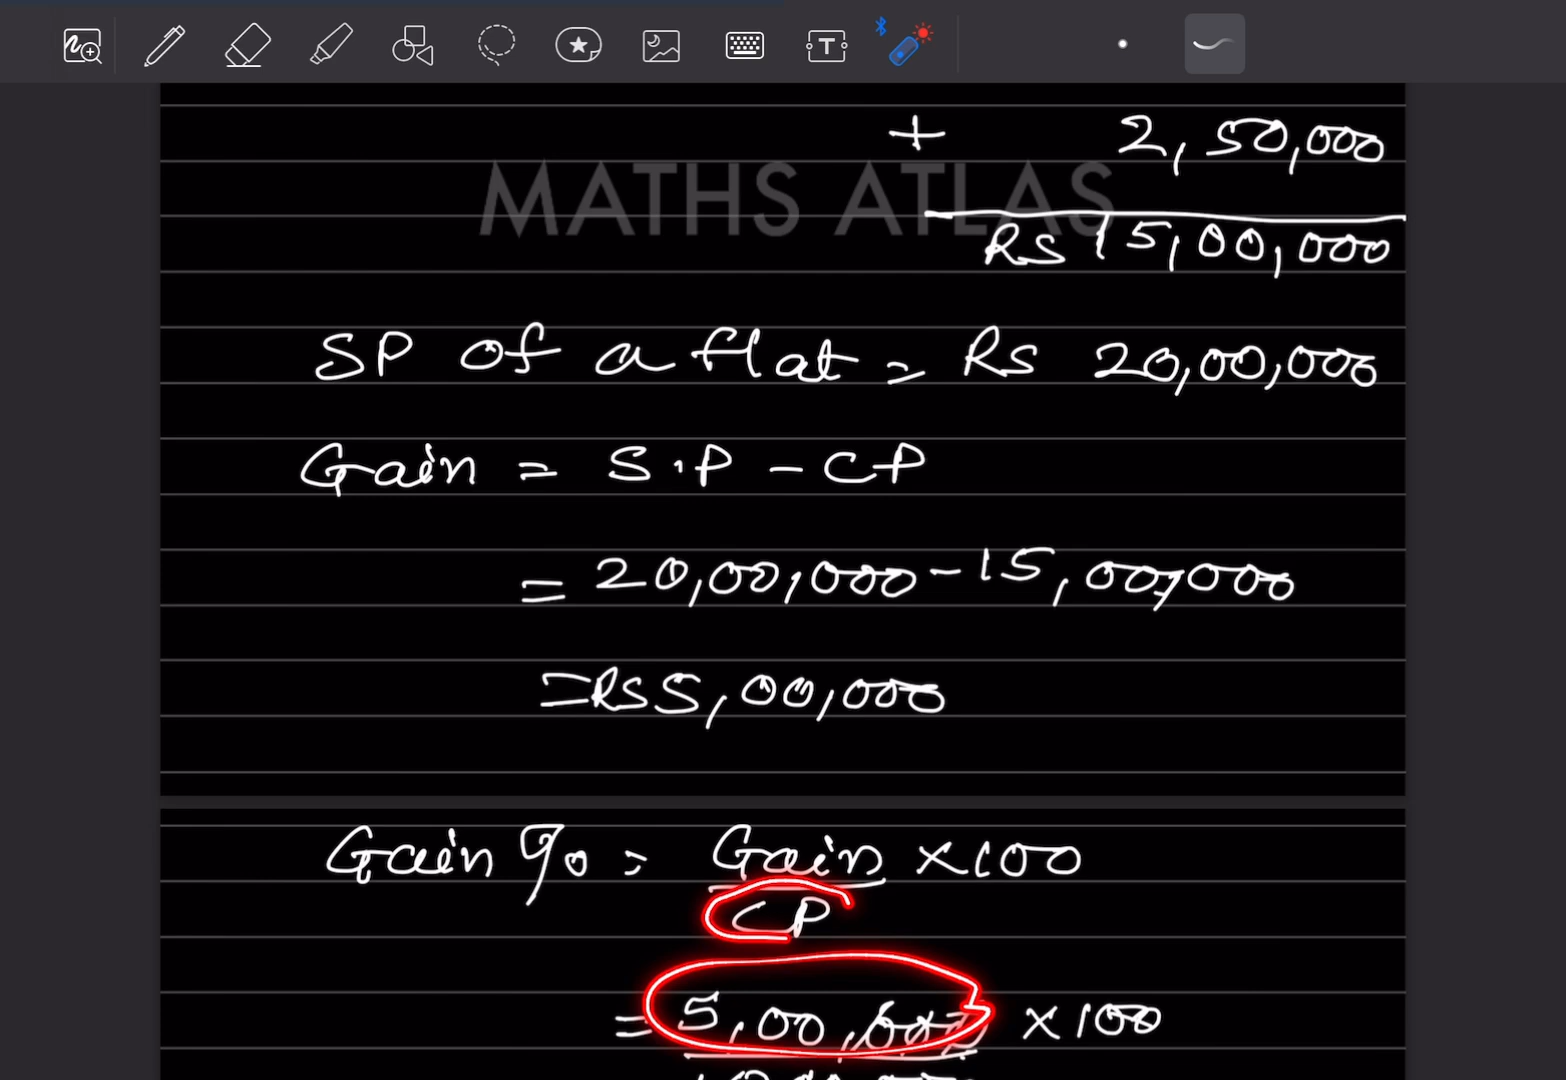 + 2,50,000
MATHS ATLAS
Rs 15,00,000
SP of a flat = Rs 20,00,000
Gain = S.P - CP
= 20,00,000 - 15,00,000
= RS 5,00,000
Gain % = Gain × 100
CP
= 5,00,000 × 100